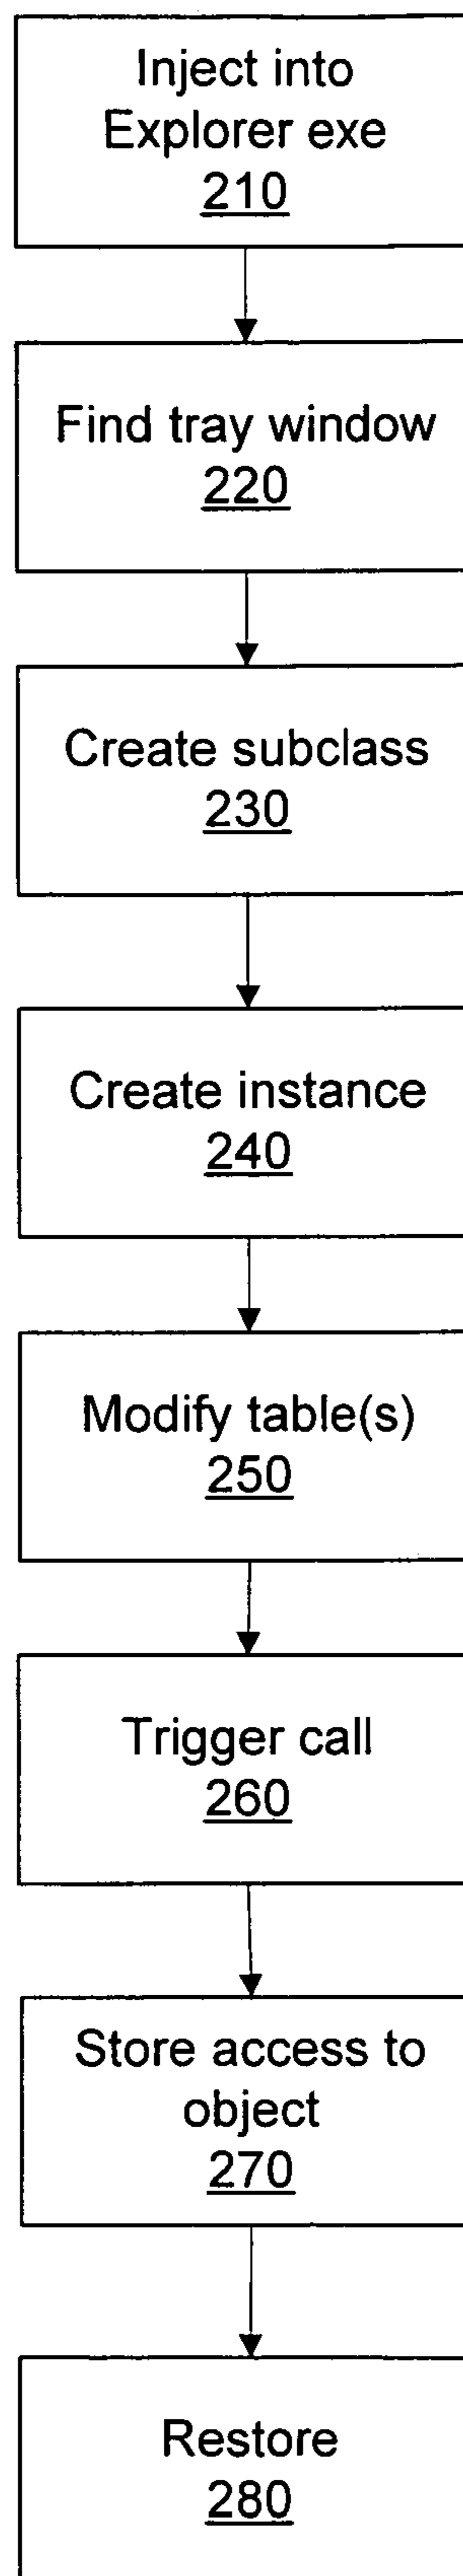 Inject into
Explorer exe
210
Find tray window
220
Create subclass
230
Create instance
240
Modify table(s)
250
Trigger call
260
Store access to
object
270
Restore
280